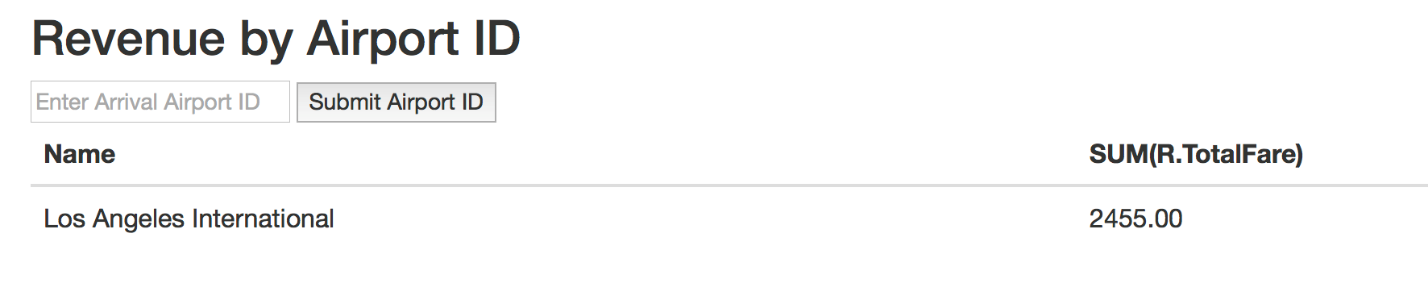 Revenue by Airport ID
Enter Arrival Airport ID Submit Airport ID
Name SUM(R.TotalFare)
Los Angeles International 2455.00